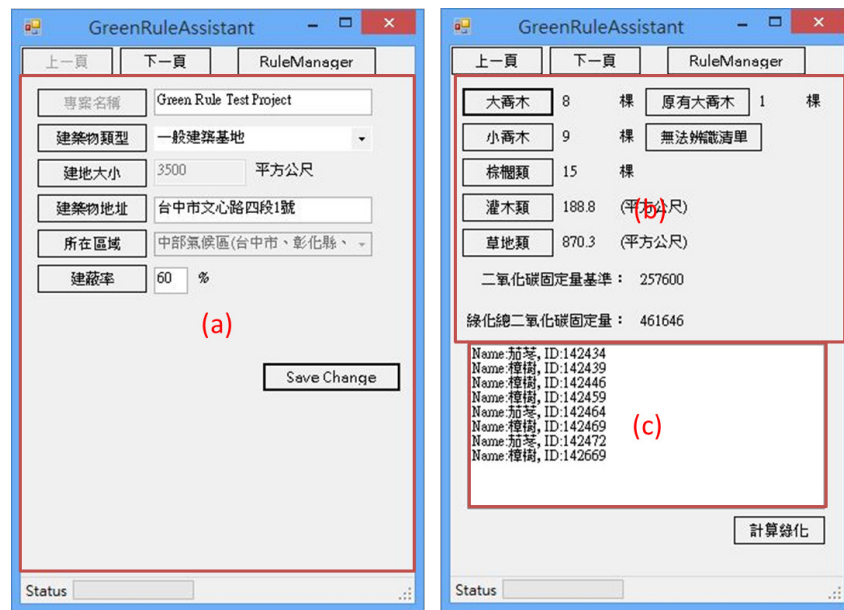 GreenRuleAssistant
上一頁 下一頁 RuleManager
專案名稱 Green Rule Test Project
建築物類型 一般建築基地
建地大小 3500 平方公尺
建築物地址 台中市文心路四段1號
所在區域 中部氣候區(台中市、彰化縣、
建蔽率 60 %
(a)
Save Change
Status
GreenRuleAssistant
上一頁 下一頁 RuleManager
大喬木 8 棵 原有大喬木 1 棵
小喬木 9 棵 無法辨識清單
棕櫚類 15 棵
灌木類 188.8 (平方公尺)
(b)
草地類 870.3 (平方公尺)
二氧化碳固定量基準： 257600
綠化總二氧化碳固定量： 461646
Name:茄苳, ID:142434
Name:樟樹, ID:142439
Name:樟樹, ID:142446
Name:樟樹, ID:142459
Name:茄苳, ID:142464
Name:樟樹, ID:142469
Name:茄苳, ID:142472
Name:樟樹, ID:142669
(c)
計算綠化
Status